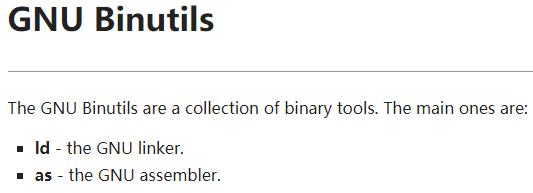 GNU Binutils
The GNU Binutils are a collection of binary tools. The main ones are:
ld - the GNU linker.
as - the GNU assembler.